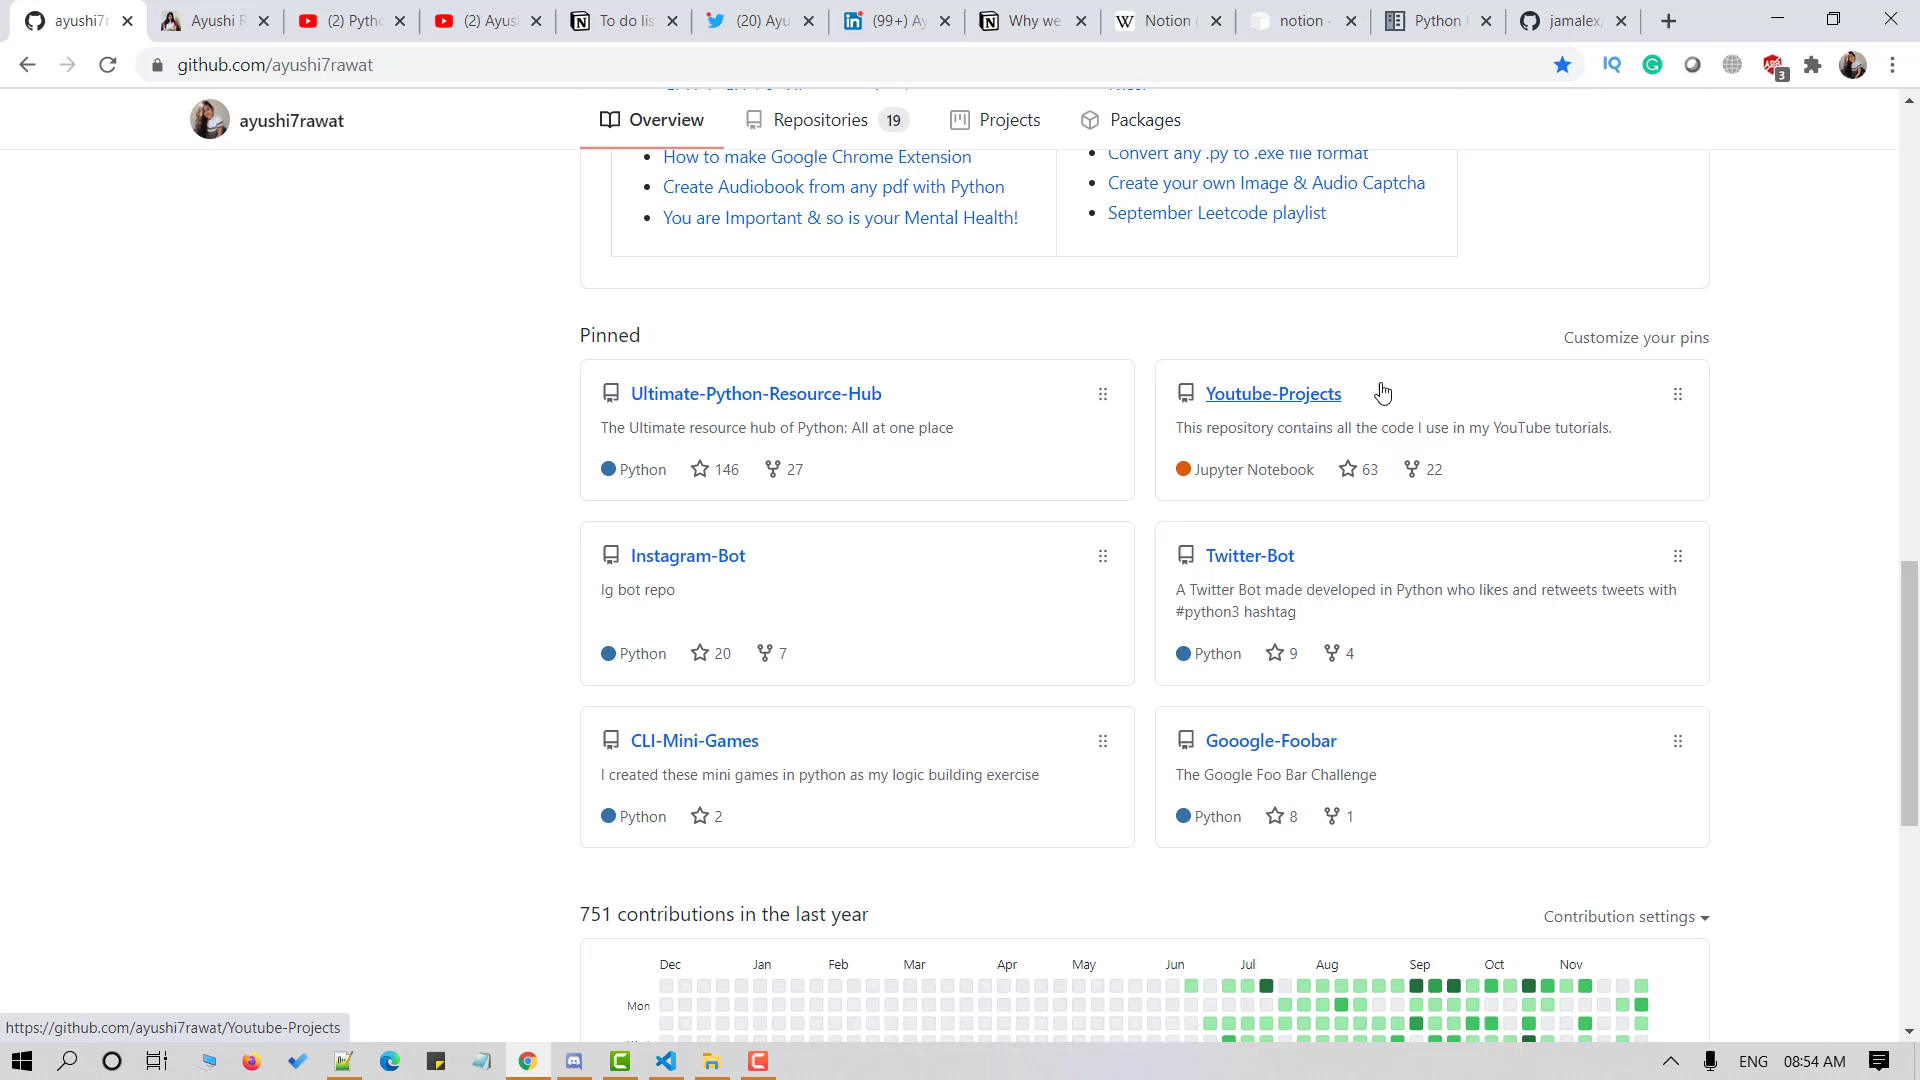 ayushi7r
Ayushi R
(2) Pytho
(2) Ayush
To do lis
(20) Ayu
(99+) Ay
Why we
Notion (
notion ·
Python
jamalex/
github.com/ayushi7rawat
3
ayushi7rawat
Overview
Repositories 19
Projects
Packages
How to make Google Chrome Extension
Create Audiobook from any pdf with Python
You are Important & so is your Mental Health!
Convert any .py to .exe file format
Create your own Image & Audio Captcha
September Leetcode playlist
Pinned
Customize your pins
Ultimate-Python-Resource-Hub
The Ultimate resource hub of Python: All at one place
Python 146 27
Youtube-Projects
This repository contains all the code I use in my YouTube tutorials.
Jupyter Notebook 63 22
Instagram-Bot
Ig bot repo
Python 20 7
Twitter-Bot
A Twitter Bot made developed in Python who likes and retweets tweets with
#python3 hashtag
Python 9 4
CLI-Mini-Games
I created these mini games in python as my logic building exercise
Python 2
Gooogle-Foobar
The Google Foo Bar Challenge
Python 8 1
751 contributions in the last year
Contribution settings
Dec Jan Feb Mar Apr May Jun Jul Aug Sep Oct Nov
Mon
https://github.com/ayushi7rawat/Youtube-Projects
ENG 08:54 AM